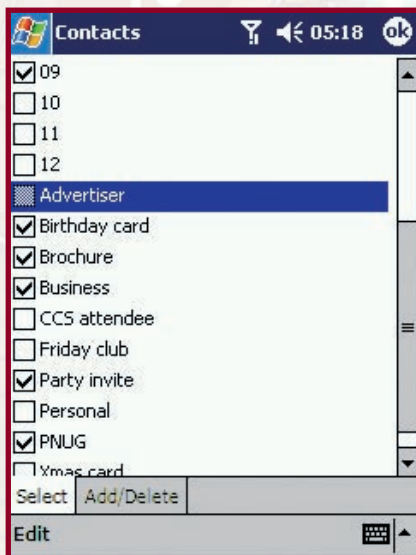 Contacts 05:18 ok
09
10
11
12
Advertiser
Birthday card
Brochure
Business
CCS attendee
Friday club
Party invite
Personal
PNUG
Xmas card
Select Add/Delete
Edit